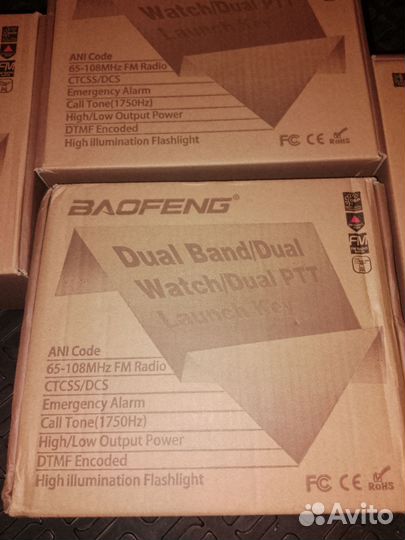 Watch/Dual PTT
Launch Key
ANI Code
65-108MHz FM Radio
CTCSS/DCS
Emergency Alarm
Call Tone(1750Hz)
High/Low Output Power
DTMF Encoded
High illumination Flashlight
FC CE RoHS
BAOFENG®
Dual Band/Dual
Watch/Dual PTT
Launch Key
FM
ANI Code
65-108MHz FM Radio
CTCSS/DCS
Emergency Alarm
Call Tone(1750Hz)
High/Low Output Power
DTMF Encoded
High illumination Flashlight
FC CE RoHS
Avito